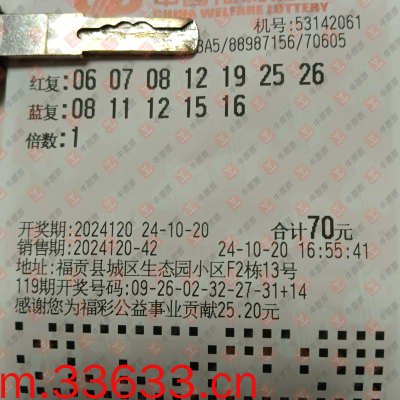 CHINA WELFARE LOTTERY
机号:53142061
BA5/88987156/70605
红复:06 07 08 12 19 25 26
蓝复:08 11 12 15 16
倍数:1
开奖期:2024120 24-10-20 合计70元
销售期:2024120-42 24-10-20 16:55:41
地址:福贡县城区生态园小区F2栋13号
119期开奖号码:09-26-02-32-27-31+14
感谢您为福彩公益事业贡献25.20元
m.33633.cn